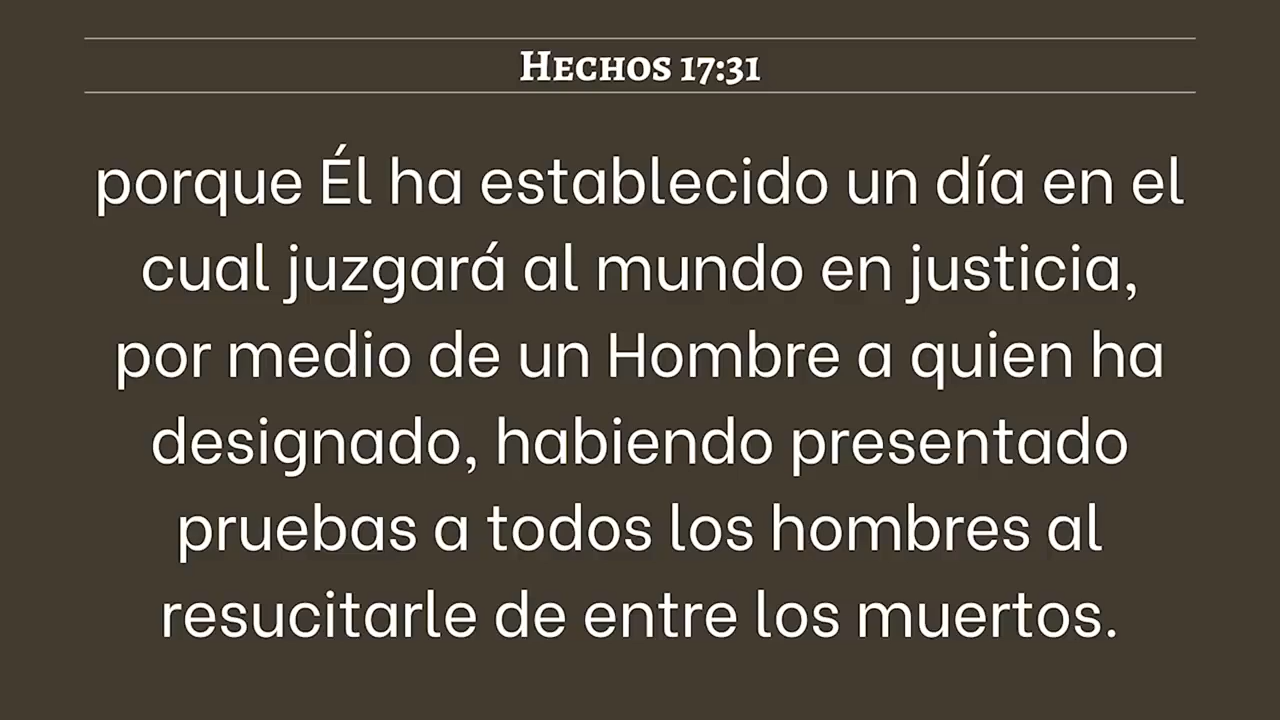 Hechos 17:31
porque Él ha establecido un día en el
cual juzgará al mundo en justicia,
por medio de un Hombre a quien ha
designado, habiendo presentado
pruebas a todos los hombres al
resucitarle de entre los muertos.